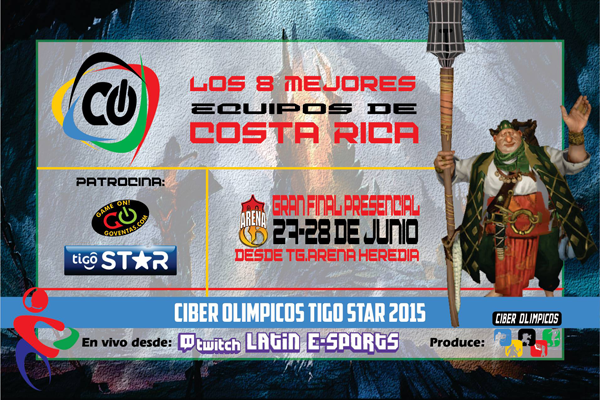 CO
LOS 8 MEJORES
EQUIPOS DE
COSTA RICA
PATROCINA:
GAME ON!
GO
GOVENTAS.COM
tigo STAR
ARENA
GRAN FINAL PRESENCIAL
27-28 DE JUNIO
DESDE TG.ARENA HEREDIA
CIBER OLIMPICOS TIGO STAR 2015
En vivo desde: twitch LATIN E-SPORTS
Produce: CIBER OLIMPICOS